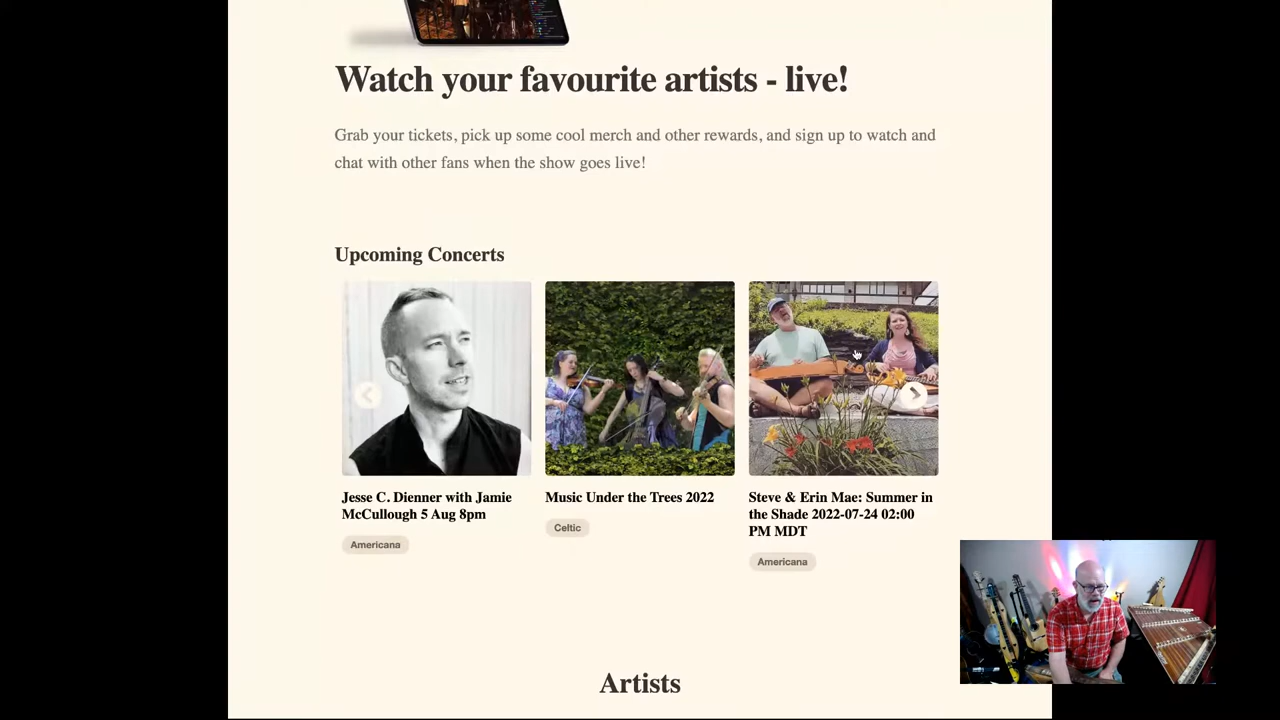 Watch your favourite artists - live!
Grab your tickets, pick up some cool merch and other rewards, and sign up to watch and
chat with other fans when the show goes live!
Upcoming Concerts
Jesse C. Dienner with Jamie
McCullough 5 Aug 8pm
Americana
Music Under the Trees 2022
Celtic
Steve & Erin Mae: Summer in
the Shade 2022-07-24 02:00
PM MDT
Americana
Artists